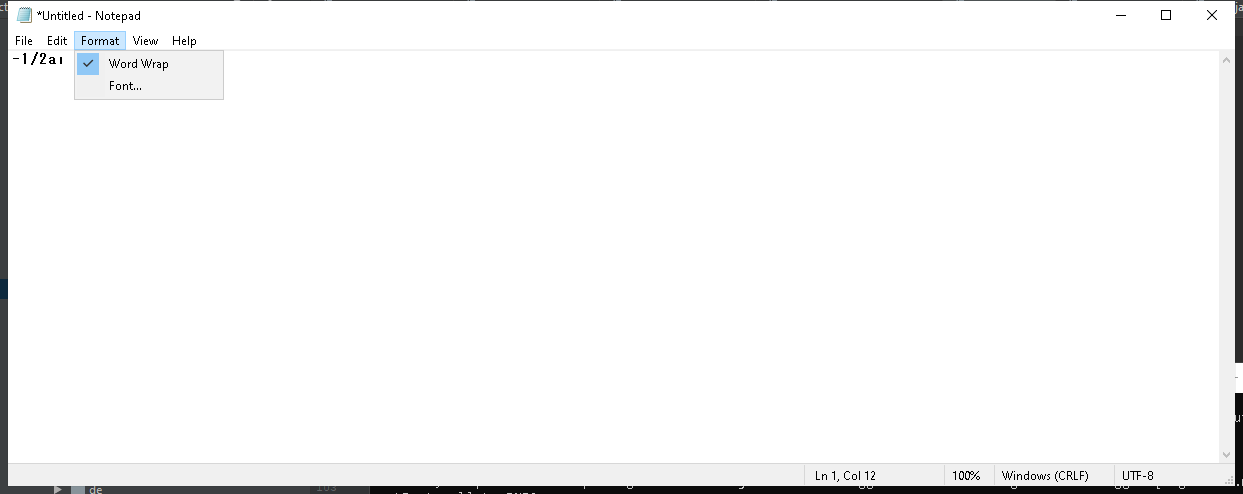 *Untitled - Notepad
File Edit Format View Help
-1/2a
Word Wrap
Font...
Ln 1, Col 12 100% Windows (CRLF) UTF-8
de
103